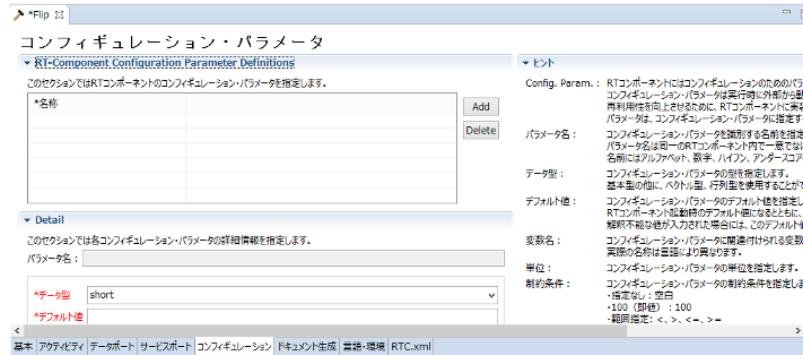 *Flip
コンフィギュレーション・パラメータ
RT-Component Configuration Parameter Definitions
このセクションではRTコンポーネントのコンフィギュレーション・パラメータを指定します。
*名称
Add
Delete
Detail
このセクションでは各コンフィギュレーション・パラメータの詳細情報を指定します。
パラメータ名：
*データ型
short
*デフォルト値
ヒント
Config. Param.： RTコンポーネントにはコンフィギュレーションのためのパラ
コンフィギュレーション・パラメータは実行時に外部から動
再利用性を向上させるために、RTコンポーネントに実装
パラメータは、コンフィギュレーション・パラメータに指定す
パラメータ名： コンフィギュレーション・パラメータを識別する名前を指定
パラメータ名は同一のRTコンポーネント内で一意でな
名前にはアルファベット、数字、ハイフン、アンダースコア
データ型： コンフィギュレーション・パラメータの型を指定します。
基本型の他に、ベクトル型、行列型を使用することがで
デフォルト値： コンフィギュレーション・パラメータのデフォルト値を指定し
RTコンポーネント起動時のデフォルト値になるとともに、
解釈不能な値が入力された場合には、このデフォルト値
変数名： コンフィギュレーション・パラメータに関連付けられる変数
実際の名称は言語により異なります。
単位： コンフィギュレーション・パラメータの単位を指定します。
制約条件： コンフィギュレーション・パラメータの制約条件を指定しま
・指定なし：空白
・100（即値）：100
・範囲指定：<、>、<=、>=
基本 アクティビティ データポート サービスポート コンフィギュレーション ドキュメント生成 言語・環境 RTC.xml